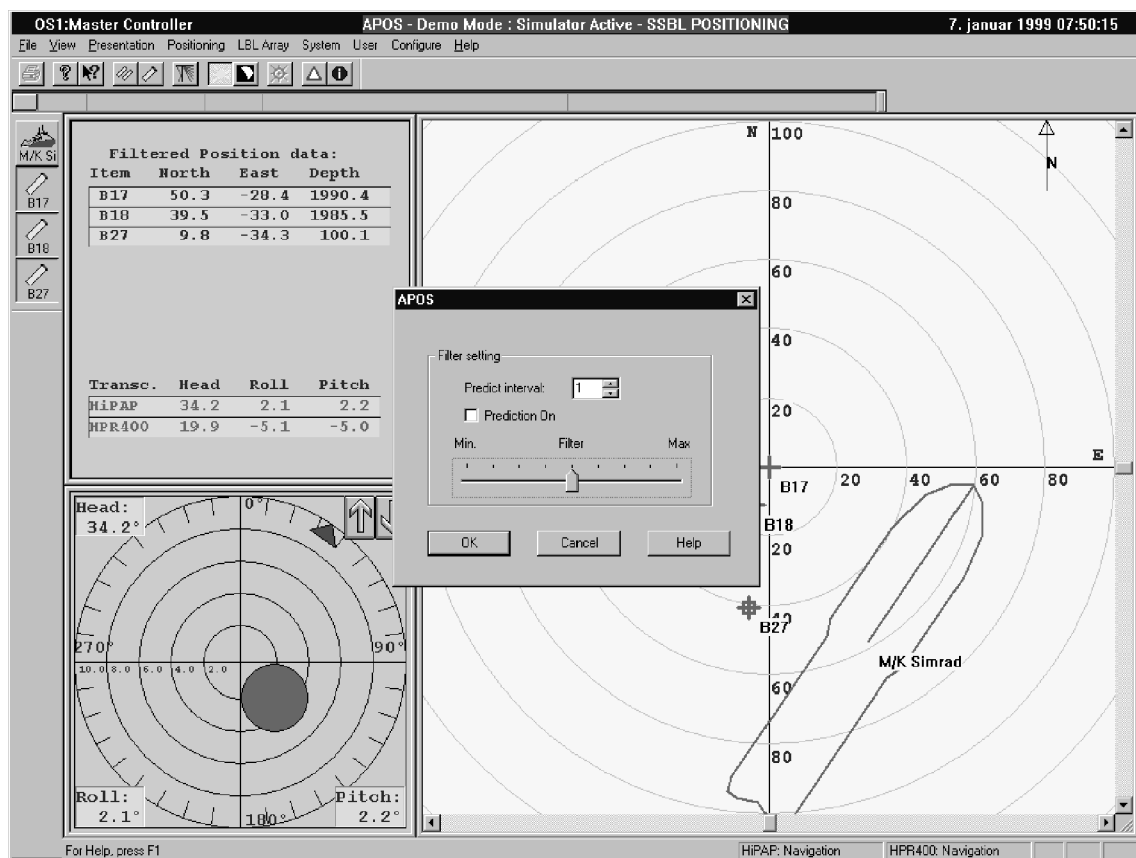 OS1:Master Controller APOS - Demo Mode : Simulator Active - SSBL POSITIONING 7. januar 1999 07:50:15
File View Presentation Positioning LBL Array System User Configure Help
M/K Si
B17
B18
B27
Filtered Position data:
Item North East Depth
B17 50.3 -28.4 1990.4
B18 39.5 -33.0 1985.5
B27 9.8 -34.3 100.1
Transc. Head Roll Pitch
HiPAP 34.2 2.1 2.2
HPR400 19.9 -5.1 -5.0
Head:
34.2°
0°
270°
90°
10.0 8.0 6.0 4.0 2.0
Roll:
2.1°
180°
Pitch:
2.2°
N 100
N
80
60
40
20
E
B17 20 40 60 80
B18
20
40
B27
M/K Simrad
60
80
APOS
Filter setting
Predict interval: 1
Prediction On
Min. Filter Max
OK Cancel Help
For Help, press F1 HiPAP: Navigation HPR400: Navigation